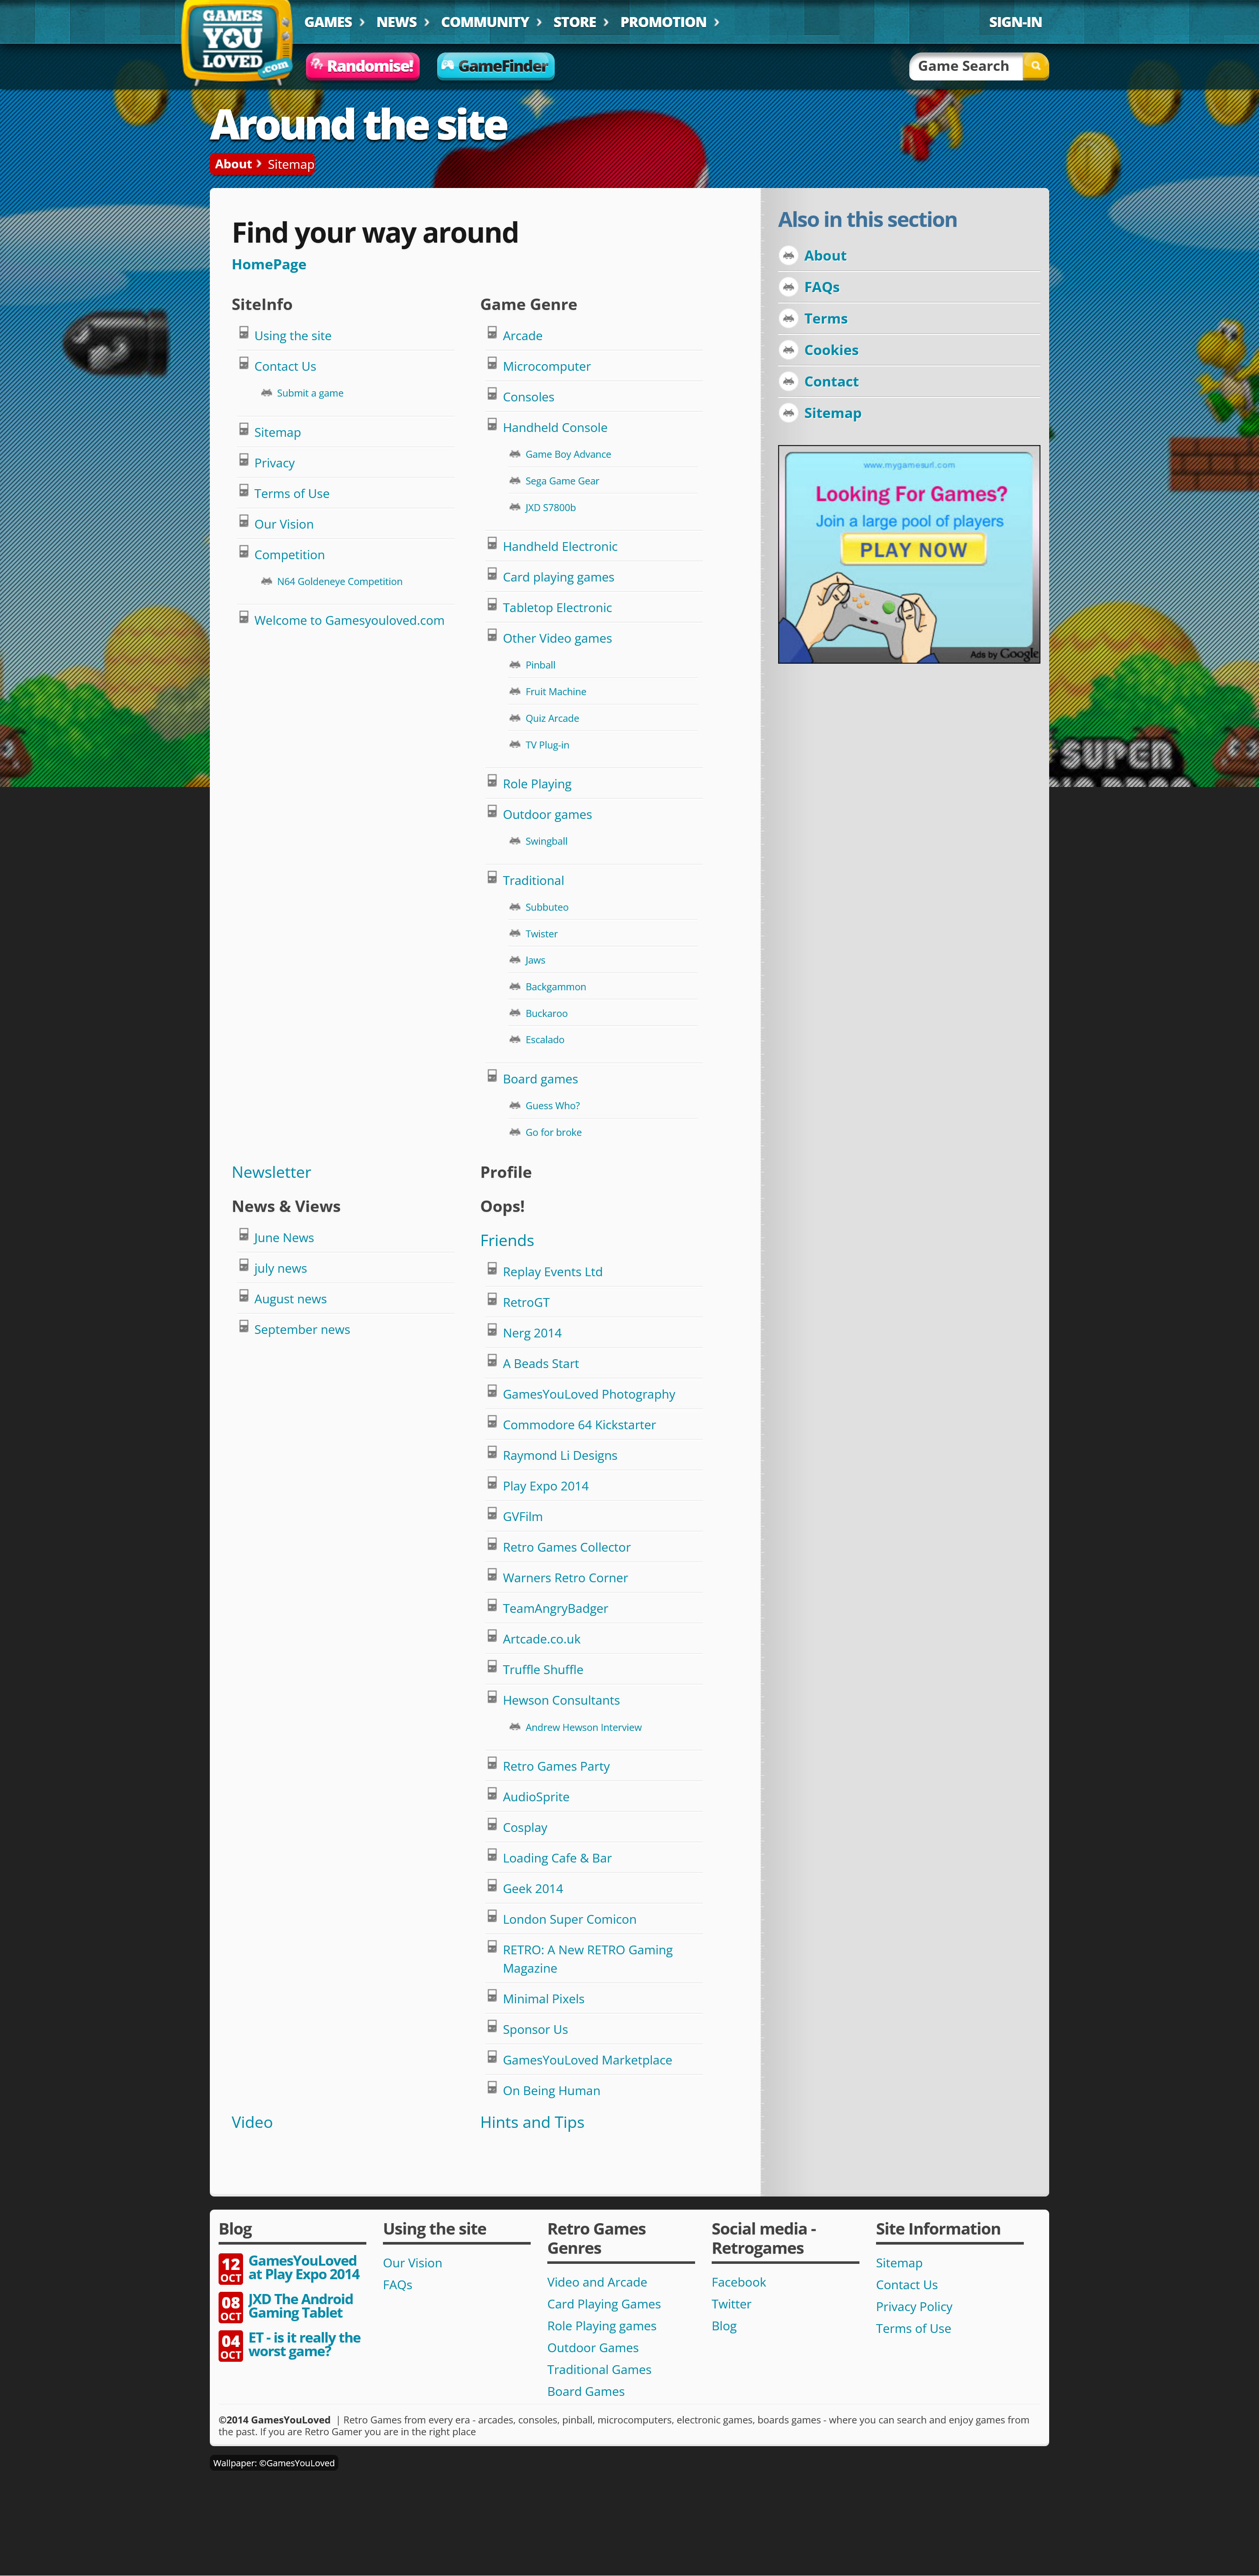 GAMES
YOU
LOVED
.com
GAMES
NEWS
COMMUNITY
STORE
PROMOTION
SIGN-IN
Randomise!
GameFinder
Game Search
Around the site
About Sitemap
Find your way around
HomePage
SiteInfo
Using the site
Contact Us
Submit a game
Sitemap
Privacy
Terms of Use
Our Vision
Competition
N64 Goldeneye Competition
Welcome to Gamesyouloved.com
Game Genre
Arcade
Microcomputer
Consoles
Handheld Console
Game Boy Advance
Sega Game Gear
JXD S7800b
Handheld Electronic
Card playing games
Tabletop Electronic
Other Video games
Pinball
Fruit Machine
Quiz Arcade
TV Plug-in
Role Playing
Outdoor games
Swingball
Traditional
Subbuteo
Twister
Jaws
Backgammon
Buckaroo
Escalado
Board games
Guess Who?
Go for broke
Newsletter
News & Views
June News
july news
August news
September news
Profile
Oops!
Friends
Replay Events Ltd
RetroGT
Nerg 2014
A Beads Start
GamesYouLoved Photography
Commodore 64 Kickstarter
Raymond Li Designs
Play Expo 2014
GVFilm
Retro Games Collector
Warners Retro Corner
TeamAngryBadger
Artcade.co.uk
Truffle Shuffle
Hewson Consultants
Andrew Hewson Interview
Retro Games Party
AudioSprite
Cosplay
Loading Cafe & Bar
Geek 2014
London Super Comicon
RETRO: A New RETRO Gaming
Magazine
Minimal Pixels
Sponsor Us
GamesYouLoved Marketplace
On Being Human
Video
Hints and Tips
Also in this section
About
FAQs
Terms
Cookies
Contact
Sitemap
www.mygamesurf.com
Looking For Games?
Join a large pool of players
PLAY NOW
Ads by Google
SUPER
Blog
12 OCT
GamesYouLoved
at Play Expo 2014
08 OCT
JXD The Android
Gaming Tablet
04 OCT
ET - is it really the
worst game?
Using the site
Our Vision
FAQs
Retro Games
Genres
Video and Arcade
Card Playing Games
Role Playing games
Outdoor Games
Traditional Games
Board Games
Social media -
Retrogames
Facebook
Twitter
Blog
Site Information
Sitemap
Contact Us
Privacy Policy
Terms of Use
©2014 GamesYouLoved | Retro Games from every era - arcades, consoles, pinball, microcomputers, electronic games, boards games - where you can search and enjoy games from
the past. If you are Retro Gamer you are in the right place
Wallpaper: ©GamesYouLoved